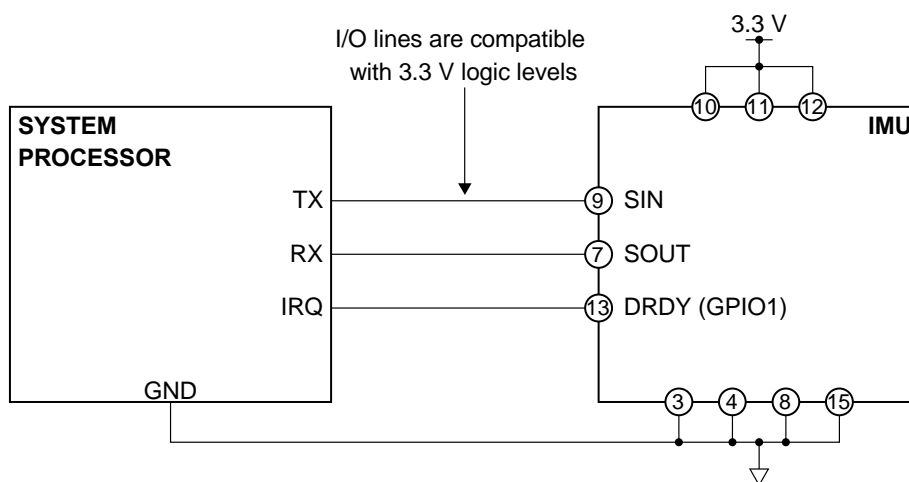 3.3 V
I/O lines are compatible
with 3.3 V logic levels
10 11 12
SYSTEM
PROCESSOR
IMU
TX 9 SIN
RX 7 SOUT
IRQ 13 DRDY (GPIO1)
GND
3 4 8 15